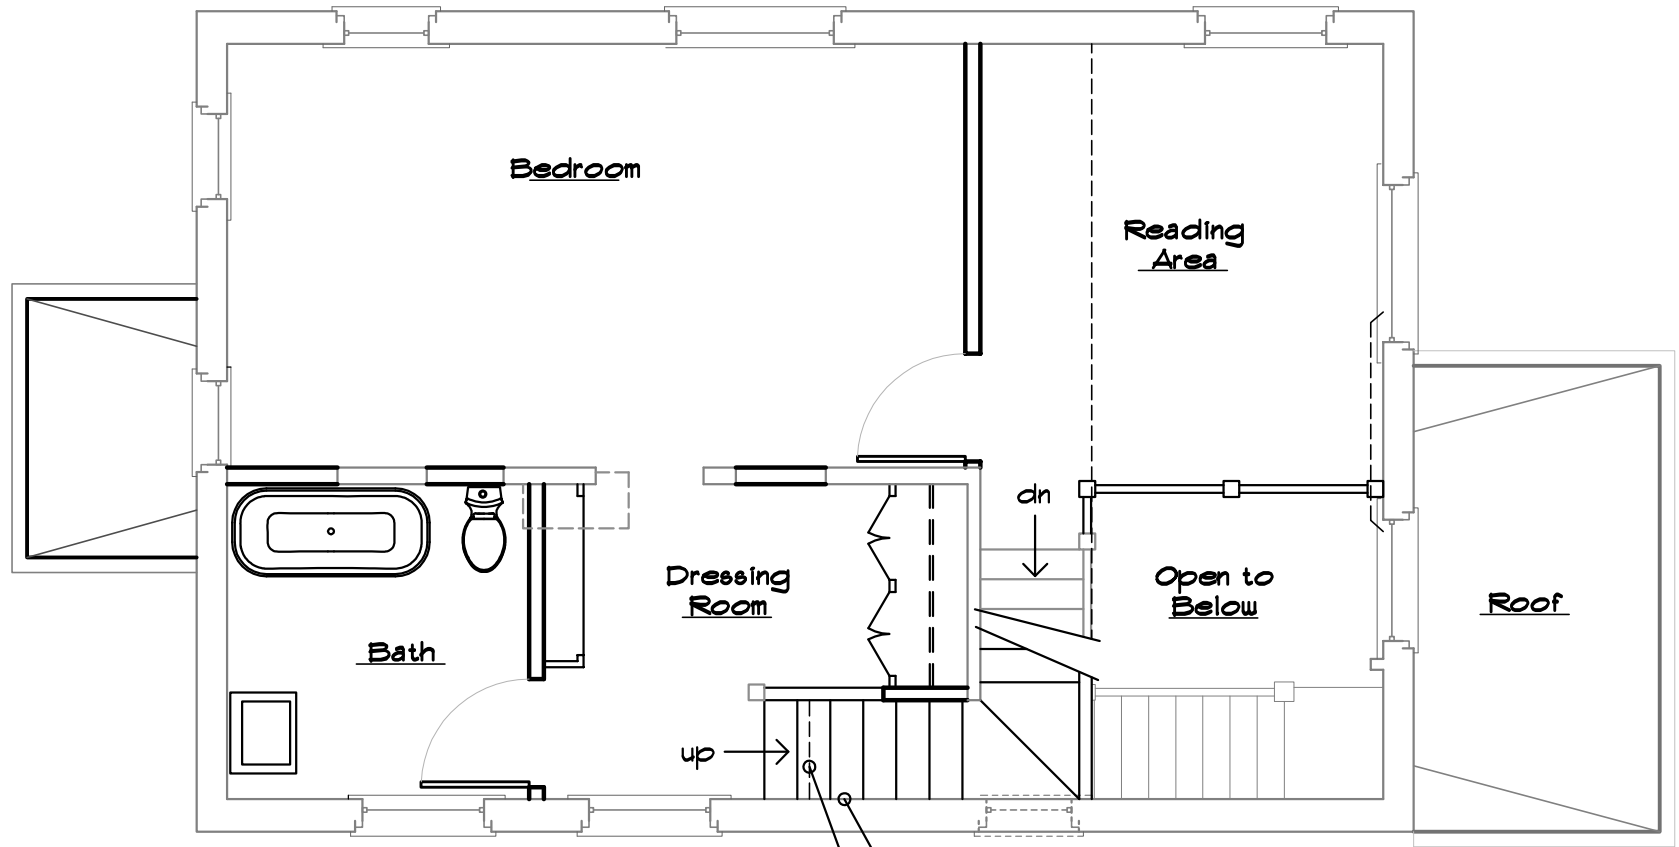 Bedroom
Reading
Area
dn
Dressing
Room
Open to
Below
Roof
Bath
up